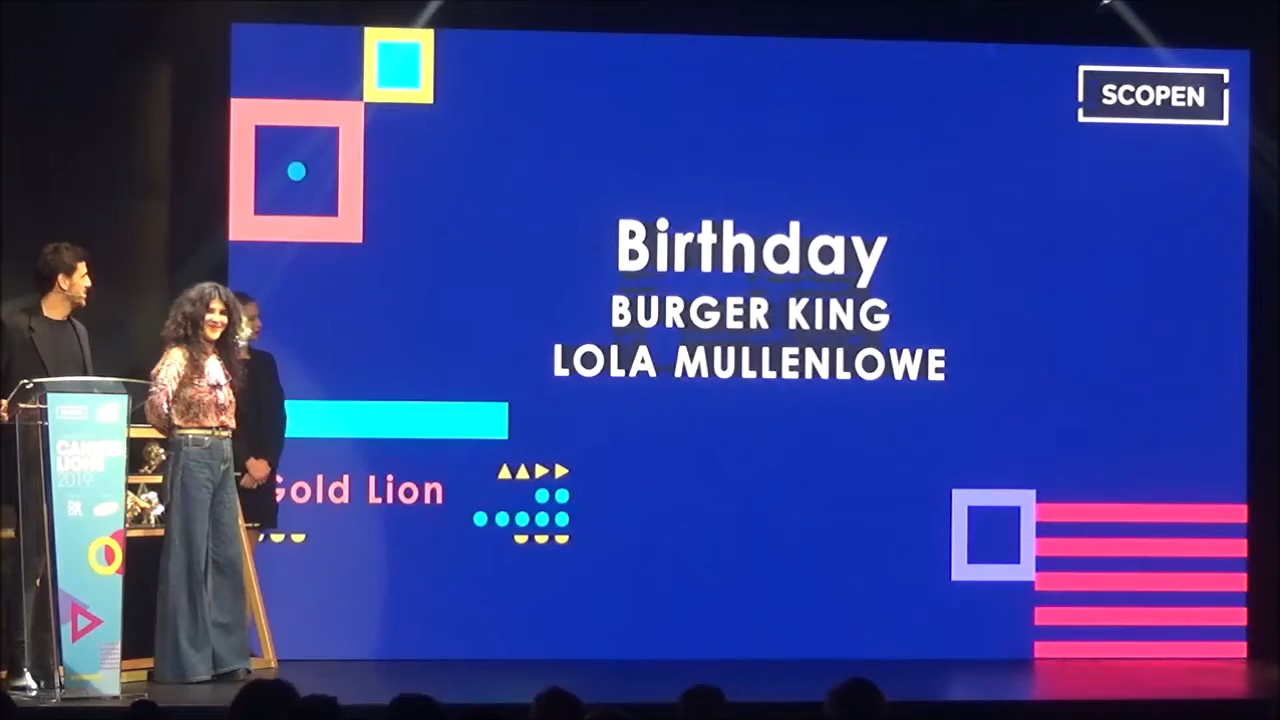 SCOPEN
Birthday
BURGER KING
LOLA MULLENLOWE
Gold Lion
CANNES
LIONS
2019